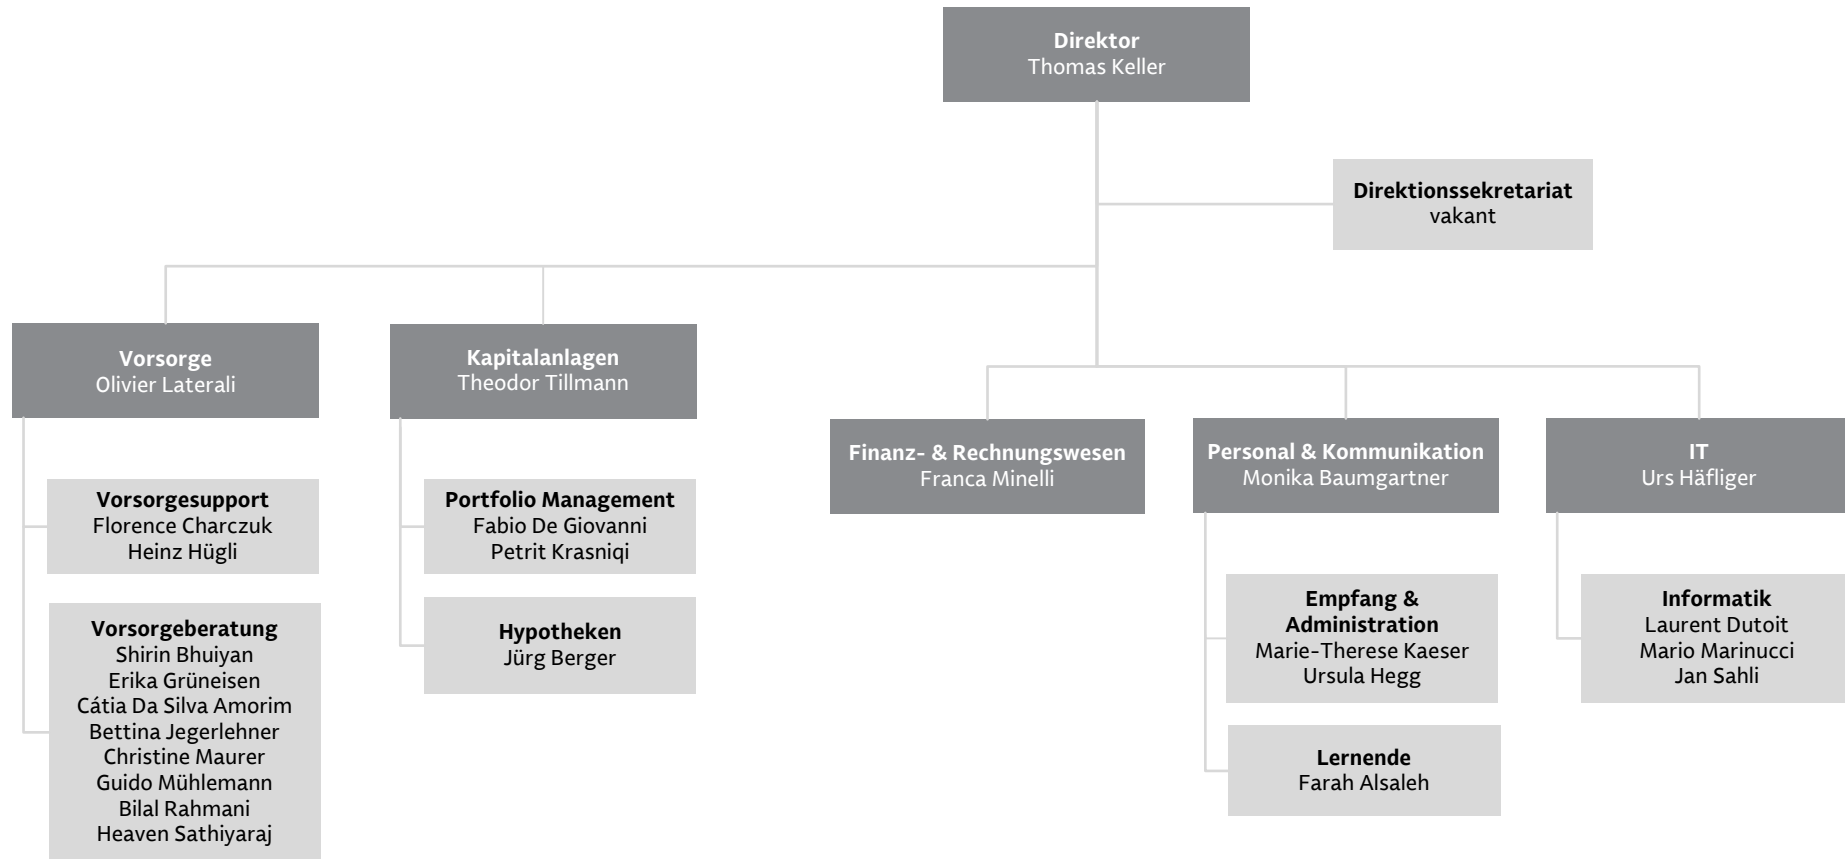 Direktor
Thomas Keller
Direktionssekretariat
vakant
Vorsorge
Olivier Laterali
Kapitalanlagen
Theodor Tillmann
Finanz- & Rechnungswesen
Franca Minelli
Personal & Kommunikation
Monika Baumgartner
IT
Urs Häfliger
Vorsorgesupport
Florence Charczuk
Heinz Hügli
Portfolio Management
Fabio De Giovanni
Petrit Krasniqi
Vorsorgeberatung
Shirin Bhuiyan
Erika Grüneisen
Cátia Da Silva Amorim
Bettina Jegerlehner
Christine Maurer
Guido Mühlemann
Bilal Rahmani
Heaven Sathiyaraj
Hypotheken
Jürg Berger
Empfang &
Administration
Marie-Therese Kaeser
Ursula Hegg
Informatik
Laurent Dutoit
Mario Marinucci
Jan Sahli
Lernende
Farah Alsaleh